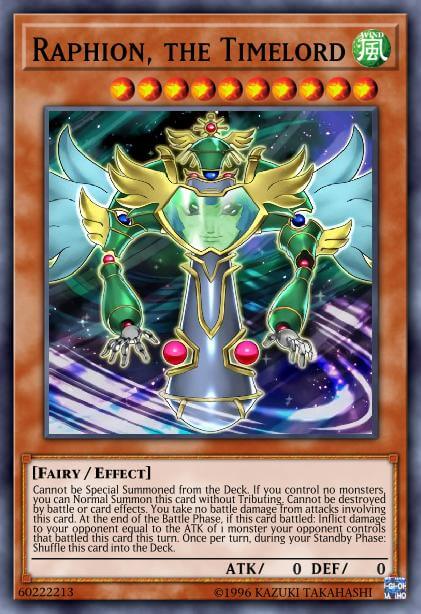 RAPHION, THE TIMELORD
WIND
風
[FAIRY / EFFECT]
Cannot be Special Summoned from the Deck. If you control no monsters,
you can Normal Summon this card without Tributing. Cannot be destroyed
by battle or card effects. You take no battle damage from attacks involving
this card. At the end of the Battle Phase, if this card battled: Inflict damage
to your opponent equal to the ATK of 1 monster your opponent controls
that battled this card this turn. Once per turn, during your Standby Phase:
Shuffle this card into the Deck.
ATK/ 0 DEF/ 0
60222213
©1996 KAZUKI TAKAHASHI